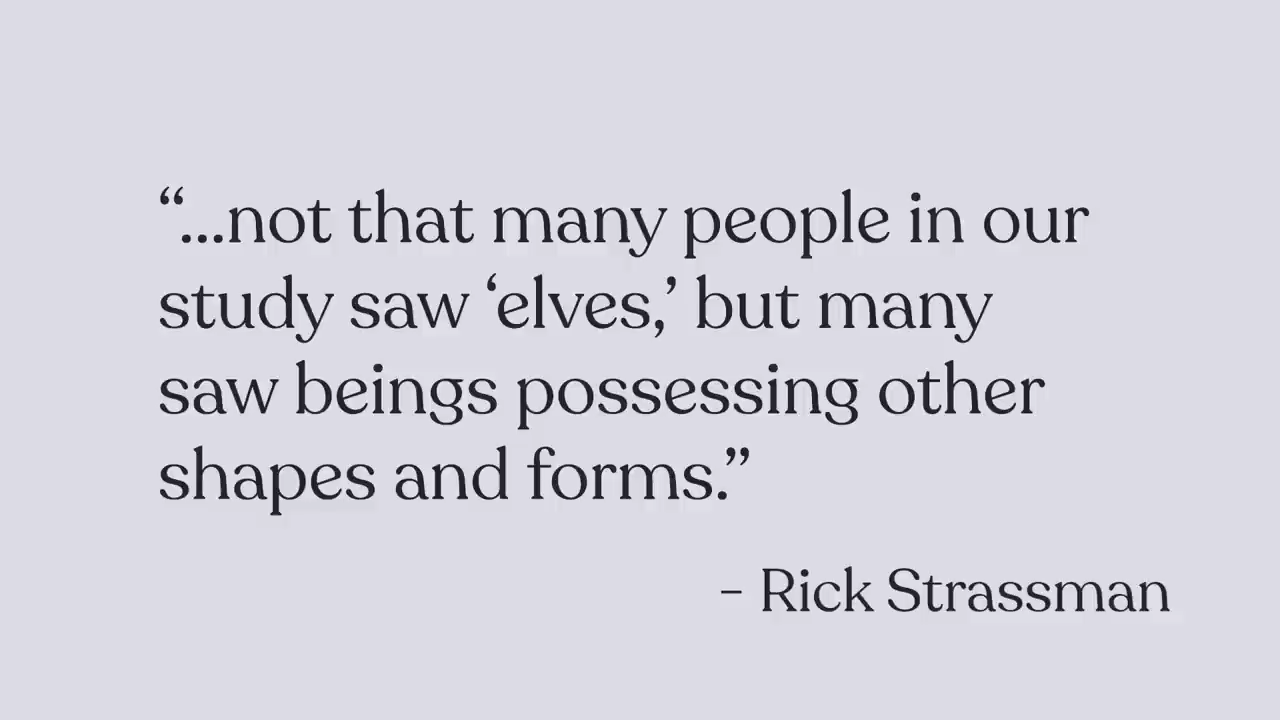 “...not that many people in our
study saw ‘elves,’ but many
saw beings possessing other
shapes and forms.”
– Rick Strassman